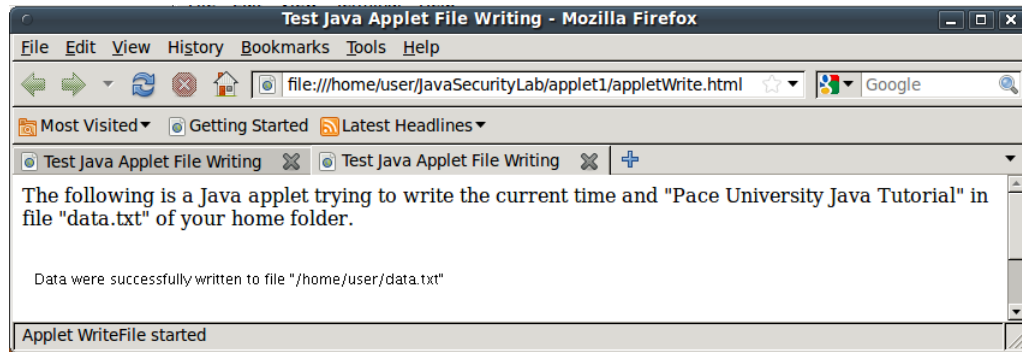 Test Java Applet File Writing - Mozilla Firefox
File Edit View History Bookmarks Tools Help
file:///home/user/JavaSecurityLab/applet1/appletWrite.html Google
Most Visited Getting Started Latest Headlines
Test Java Applet File Writing Test Java Applet File Writing
The following is a Java applet trying to write the current time and "Pace University Java Tutorial" in
file "data.txt" of your home folder.
Data were successfully written to file "/home/user/data.txt"
Applet WriteFile started